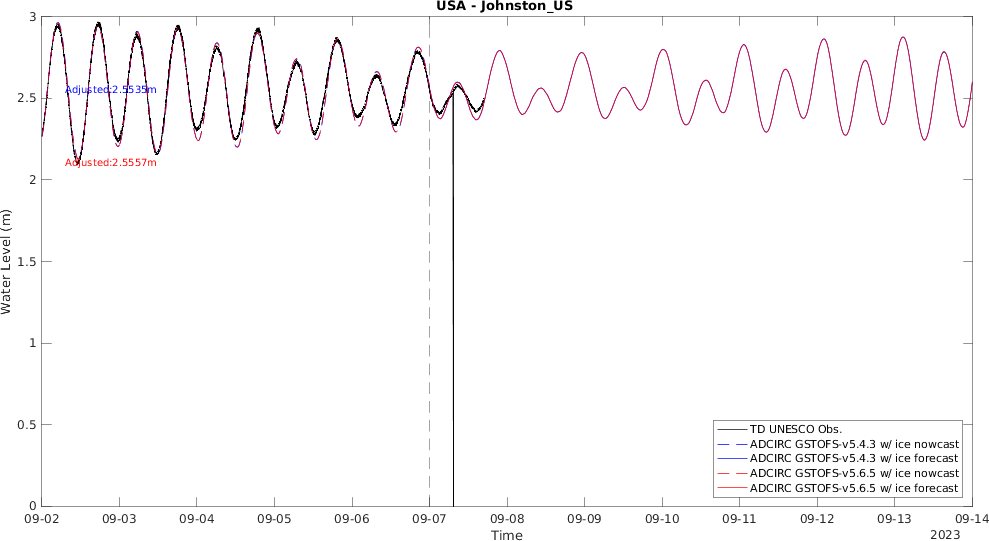 USA - Johnston_US
3
2.5
2
1.5
1
0.5
0
Water Level (m)
Adjusted:2.5535m
Adjusted:2.5557m
TD UNESCO Obs.
ADCIRC GSTOFS-v5.4.3 w/ ice nowcast
ADCIRC GSTOFS-v5.4.3 w/ ice forecast
ADCIRC GSTOFS-v5.6.5 w/ ice nowcast
ADCIRC GSTOFS-v5.6.5 w/ ice forecast
09-02 09-03 09-04 09-05 09-06 09-07 09-08 09-09 09-10 09-11 09-12 09-13 09-14
Time
2023